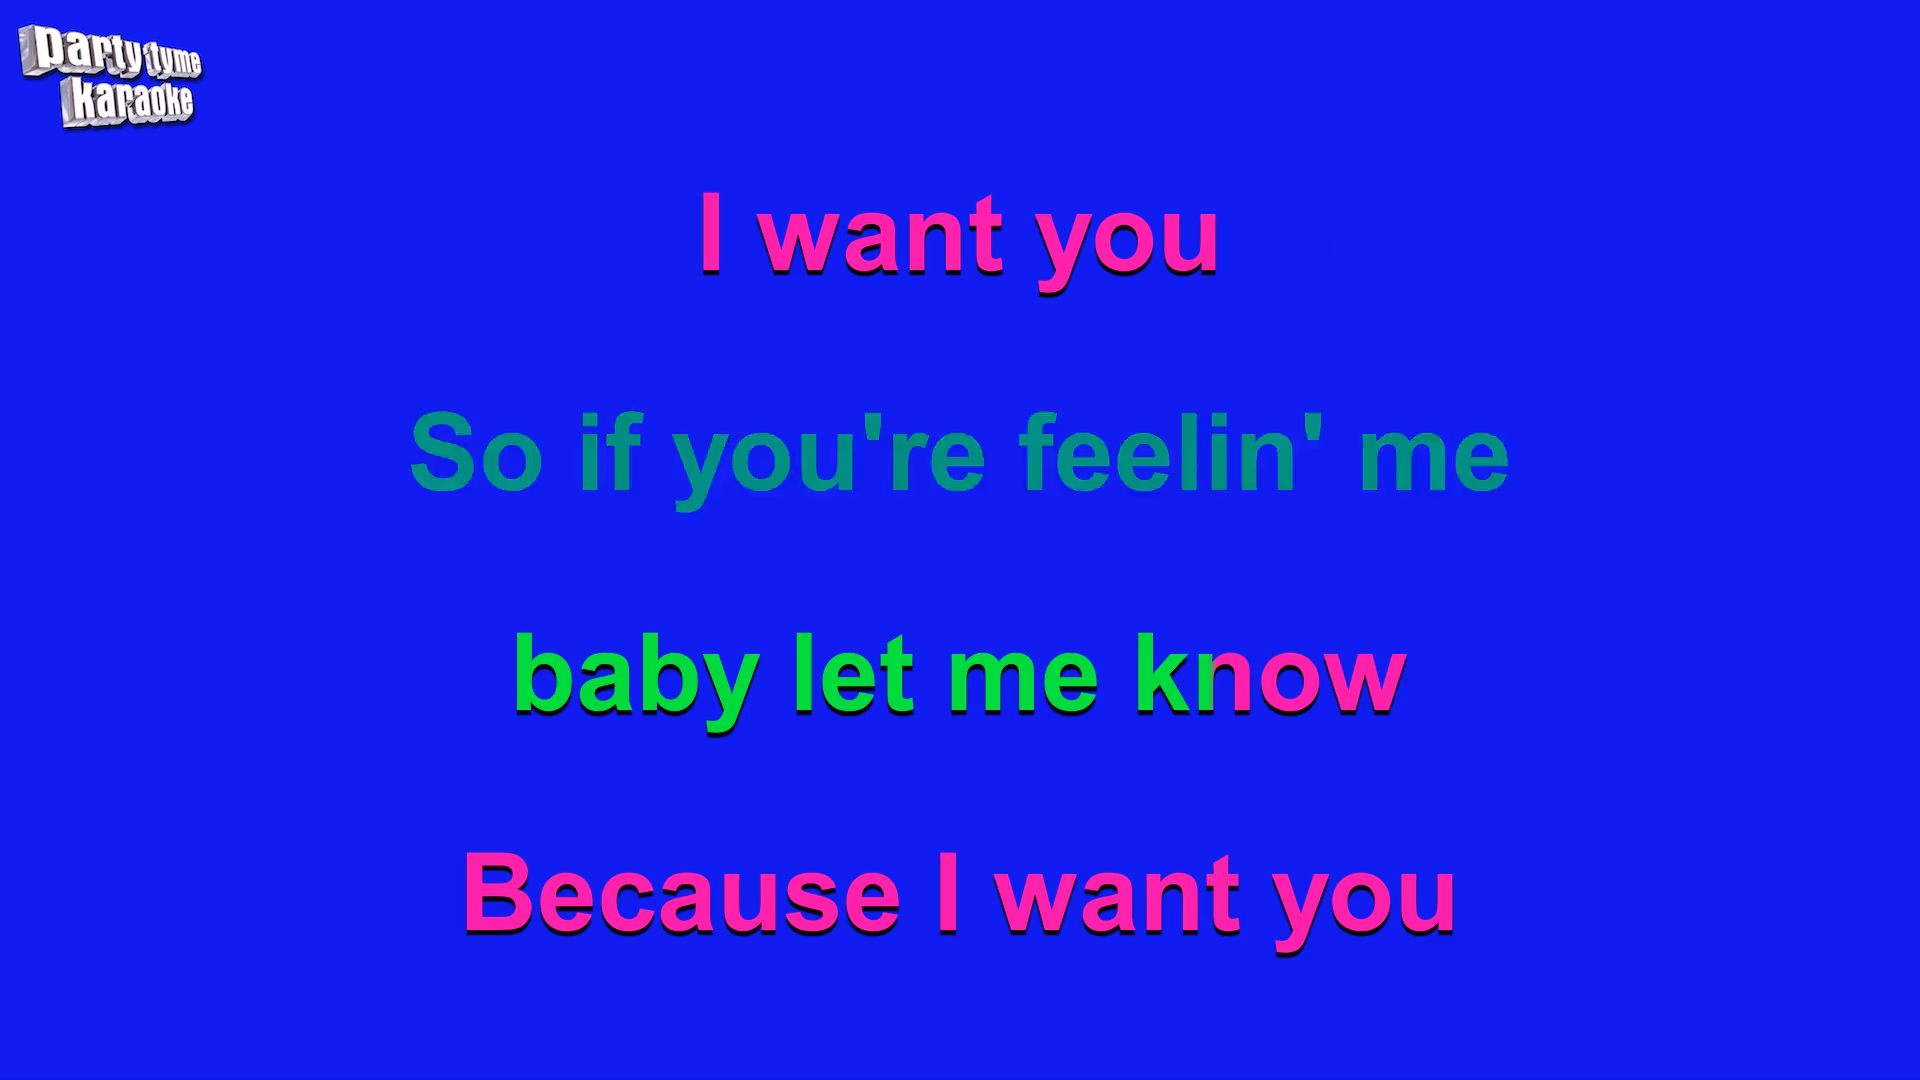 party tyme
karaoke
I want you
So if you're feelin' me
baby let me know
Because I want you